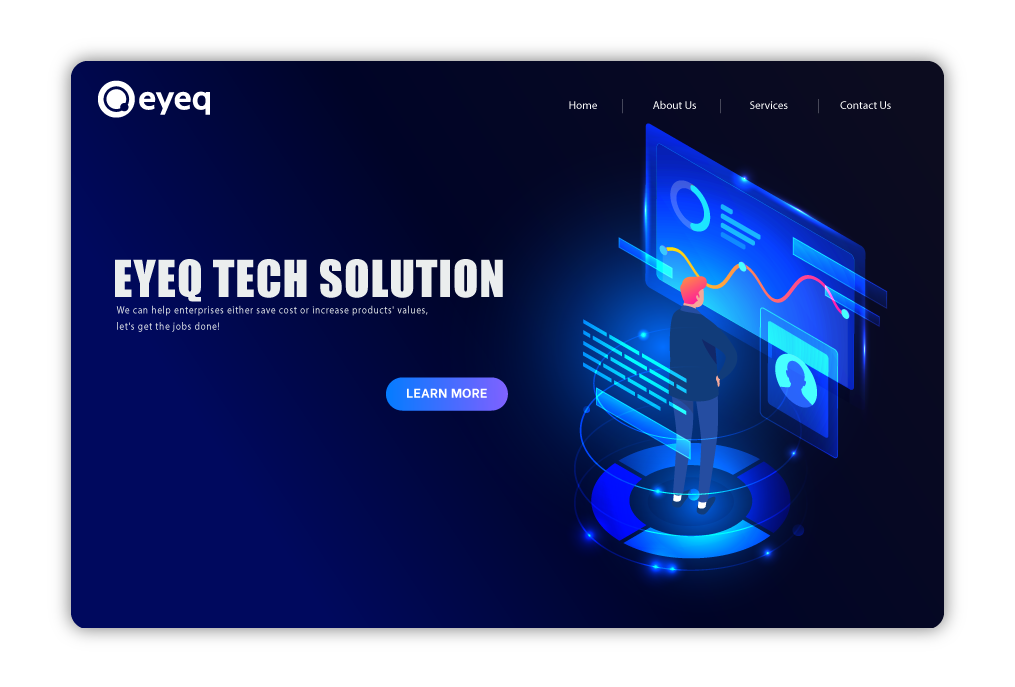 eyeq
Home
About Us
Services
Contact Us
EYEQ TECH SOLUTION
We can help enterprises either save cost or increase products' values,
let's get the jobs done!
LEARN MORE